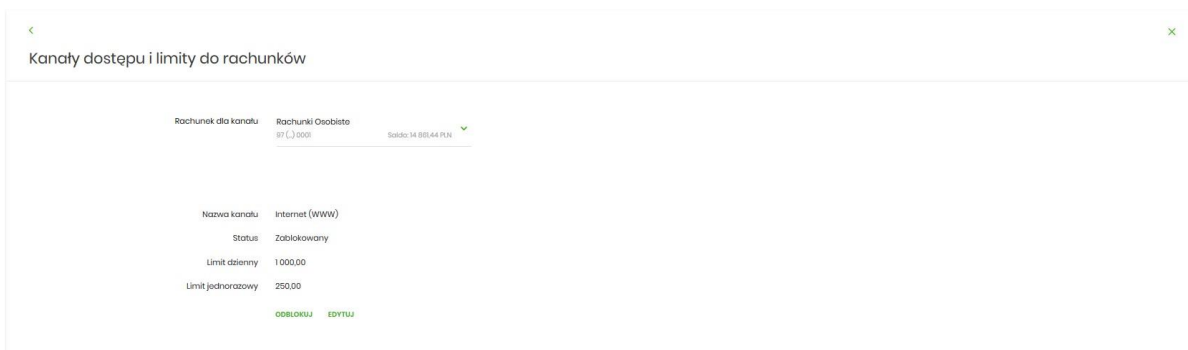 Kanały dostępu i limity do rachunków
Rachunek dla kanału Rachunki Osobiste
97 (...) 0001 Saldo: 14 861,44 PLN
Nazwa kanału Internet (WWW)
Status Zablokowany
Limit dzienny 1 000,00
Limit jednorazowy 250,00
ODBLOKUJ EDYTUJ